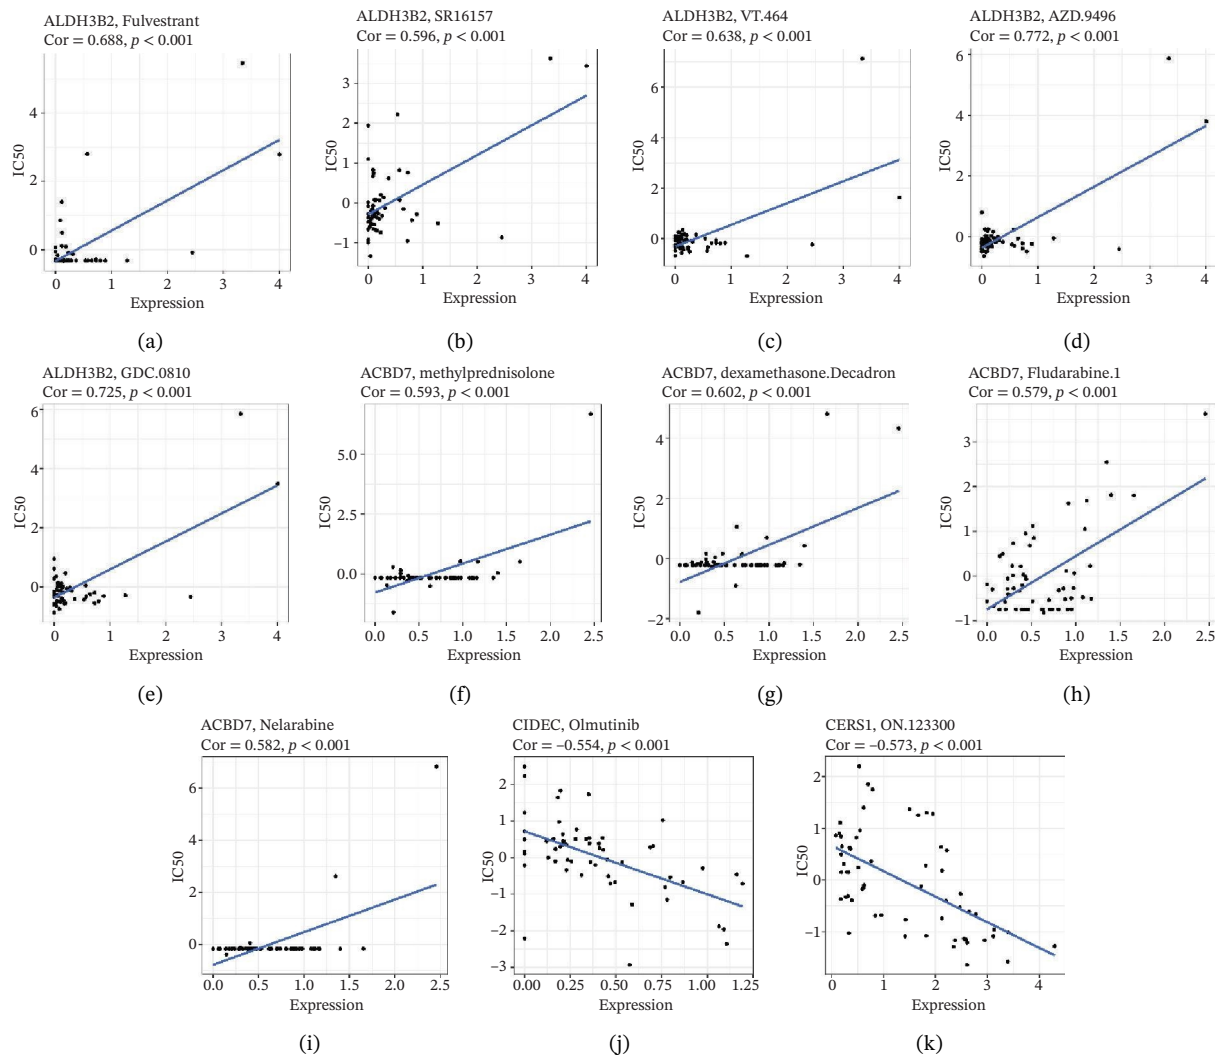 ALDH3B2, Fulvestrant
Cor = 0.688, p < 0.001
IC50
4
2
0
0
1
2
3
4
Expression
(a)
ALDH3B2, SR16157
Cor = 0.596, p < 0.001
IC50
3
2
1
0
−1
0
1
2
3
4
Expression
(b)
ALDH3B2, VT.464
Cor = 0.638, p < 0.001
IC50
6
4
2
0
0
1
2
3
4
Expression
(c)
ALDH3B2, AZD.9496
Cor = 0.772, p < 0.001
IC50
6
4
2
0
0
1
2
3
4
Expression
(d)
ALDH3B2, GDC.0810
Cor = 0.725, p < 0.001
IC50
6
4
2
0
0
1
2
3
4
Expression
(e)
ACBD7, methylprednisolone
Cor = 0.593, p < 0.001
IC50
5.0
2.5
0.0
0.0
0.5
1.0
1.5
2.0
2.5
Expression
(f)
ACBD7, dexamethasone.Decadron
Cor = 0.602, p < 0.001
IC50
4
2
0
−2
0.0
0.5
1.0
1.5
2.0
2.5
Expression
(g)
ACBD7, Fludarabine.1
Cor = 0.579, p < 0.001
IC50
3
2
1
0
−1
0.0
0.5
1.0
1.5
2.0
2.5
Expression
(h)
ACBD7, Nelarabine
Cor = 0.582, p < 0.001
IC50
6
4
2
0
0.0
0.5
1.0
1.5
2.0
2.5
Expression
(i)
CIDEC, Olmutinib
Cor = −0.554, p < 0.001
IC50
2
1
0
−1
−2
−3
0.00
0.25
0.50
0.75
1.00
1.25
Expression
(j)
CERS1, ON.123300
Cor = −0.573, p < 0.001
IC50
2
1
0
−1
0
1
2
3
4
Expression
(k)